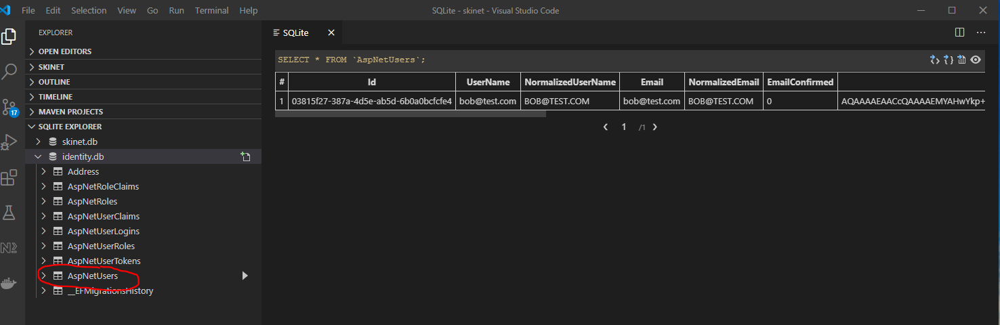 File Edit Selection View Go Run Terminal Help SQLite - skinet - Visual Studio Code
EXPLORER
OPEN EDITORS
SKINET
OUTLINE
TIMELINE
MAVEN PROJECTS
SQLITE EXPLORER
skinet.db
identity.db
Address
AspNetRoleClaims
AspNetRoles
AspNetUserClaims
AspNetUserLogins
AspNetUserRoles
AspNetUserTokens
AspNetUsers
__EFMigrationsHistory
17
SQLite
SELECT * FROM `AspNetUsers`;
# Id UserName NormalizedUserName Email NormalizedEmail EmailConfirmed
1 03815f27-387a-4d5e-ab5d-6b0a0bcfcfe4 bob@test.com BOB@TEST.COM bob@test.com BOB@TEST.COM 0 AQAAAAEAACcQAAAAEMYAHwYkp+
1 /1